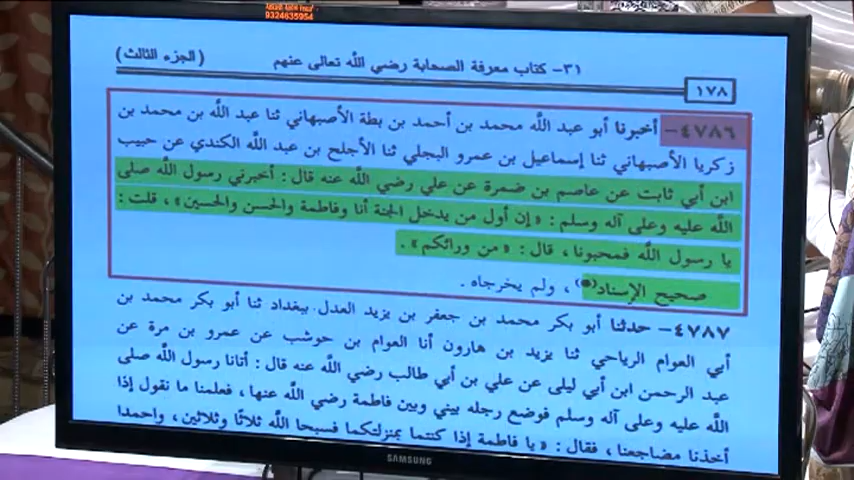 9324635954
(الجزء الثالث)
٣١- كتاب معرفة الصحابة رضي الله تعالى عنهم
١٧٨
٤٧٨٦- أخبرنا أبو عبد الله محمد بن أحمد بن بطة الأصبهاني ثنا عبد الله بن محمد بن
زكريا الأصبهاني ثنا إسماعيل بن عمرو البجلي ثنا الأجلح بن عبد الله الكندي عن حبيب
ابن أبي ثابت عن عاصم بن ضمرة عن علي رضي الله عنه قال : أخبرني رسول الله صلى
الله عليه وعلى آله وسلم : «إن أول من يدخل الجنة أنا وفاطمة والحسن والحسين» ، قلت :
يا رسول الله فمحبونا ، قال : «من ورائكم» .
صحيح الإسناد(*) ، ولم يخرجاه .
٤٧٨٧- حدثنا أبو بكر محمد بن جعفر بن يزيد العدل ببغداد ثنا أبو بكر محمد بن
أبي العوام الرياحي ثنا يزيد بن هارون أنا العوام بن حوشب عن عمرو بن مرة عن
عبد الرحمن ابن أبي ليلى عن علي بن أبي طالب رضي الله عنه قال : أتانا رسول الله صلى
الله عليه وعلى آله وسلم فوضع رجله بيني وبين فاطمة رضي الله عنها ، فعلمنا ما نقول إذا
أخذنا مضاجعنا ، فقال : «يا فاطمة إذا كنتما بمنزلتكما فسبحا الله ثلاثًا وثلاثين ، واحمدا
SAMSUNG